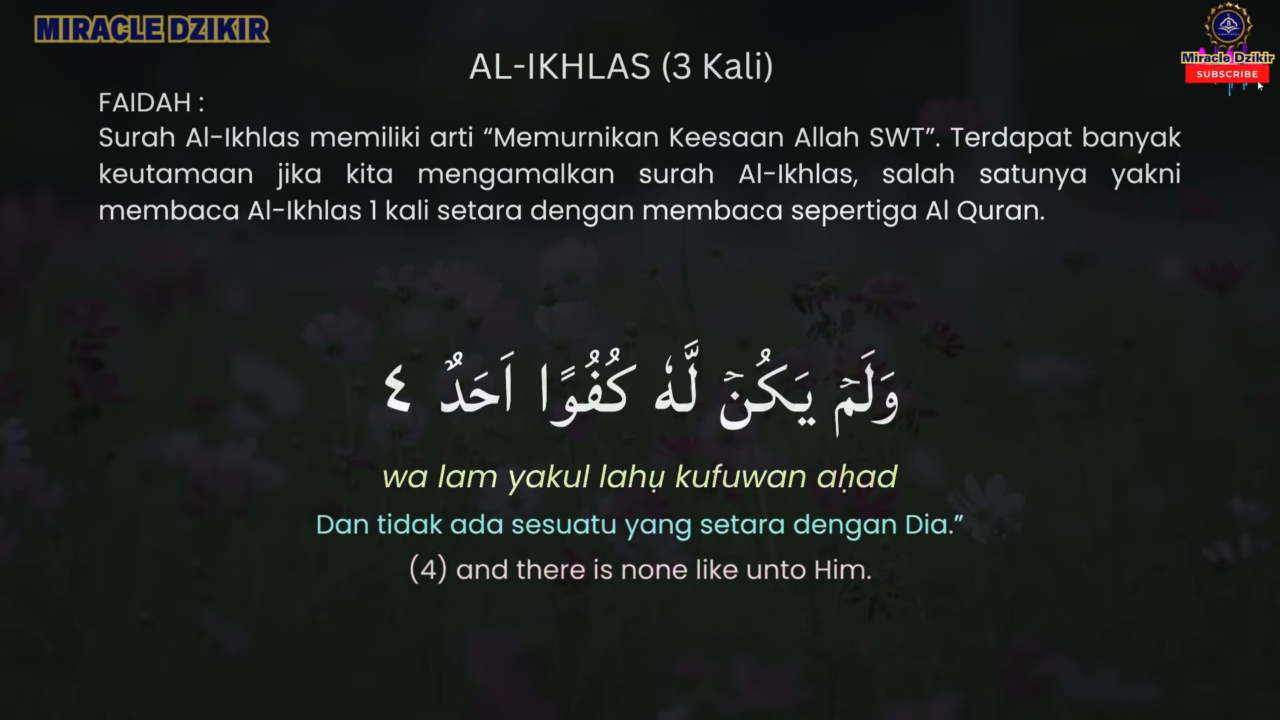 MIRACLE DZIKIR
Miracle Dzikir
SUBSCRIBE
AL-IKHLAS (3 Kali)
FAIDAH :
Surah Al-Ikhlas memiliki arti “Memurnikan Keesaan Allah SWT”. Terdapat banyak
keutamaan jika kita mengamalkan surah Al-Ikhlas, salah satunya yakni
membaca Al-Ikhlas 1 kali setara dengan membaca sepertiga Al Quran.
وَلَمْ يَكُنْ لَّهٗ كُفُوًا اَحَدٌ ٤
wa lam yakul lahụ kufuwan aḥad
Dan tidak ada sesuatu yang setara dengan Dia.”
(4) and there is none like unto Him.